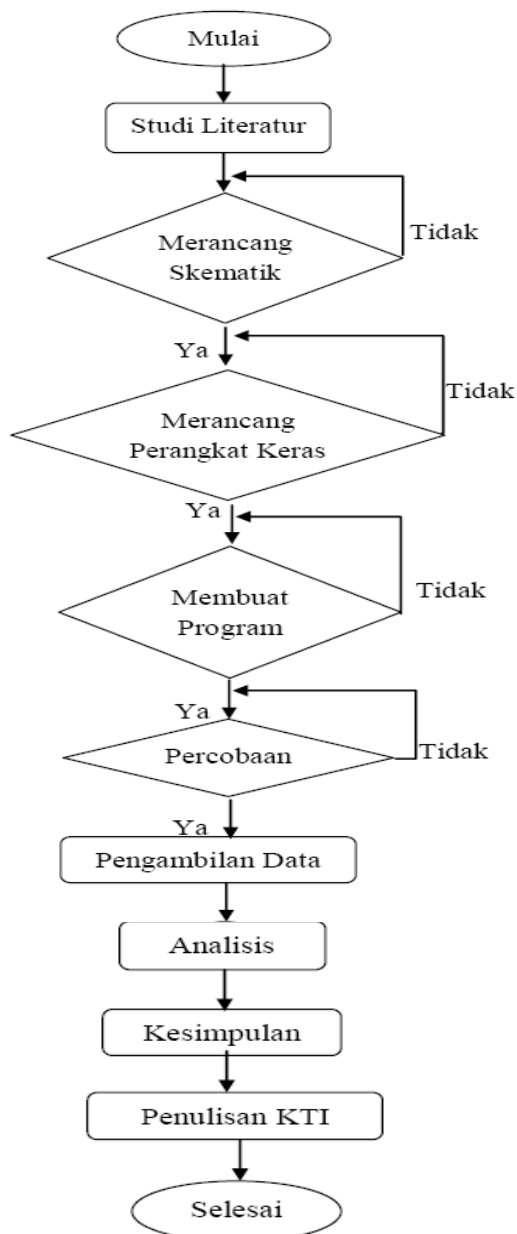 Mulai
Studi Literatur
Merancang
Skematik
Tidak
Ya
Merancang
Perangkat Keras
Tidak
Ya
Membuat
Program
Tidak
Ya
Percobaan
Tidak
Ya
Pengambilan Data
Analisis
Kesimpulan
Penulisan KTI
Selesai